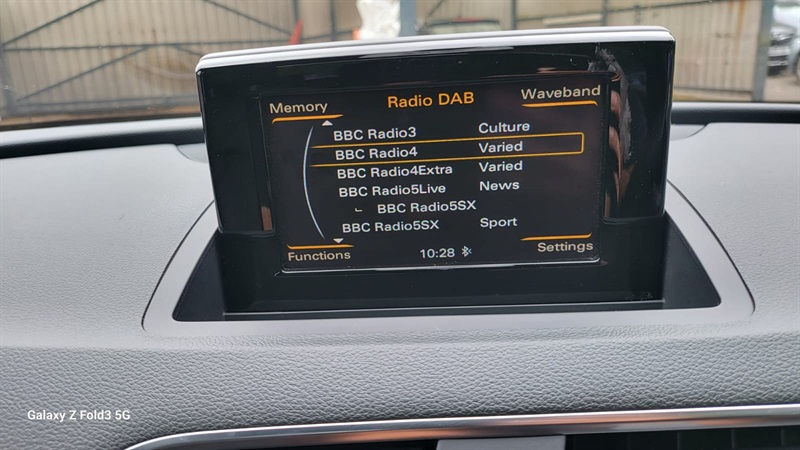 Memory Radio DAB Waveband
BBC Radio3 Culture
BBC Radio4 Varied
BBC Radio4Extra Varied
BBC Radio5Live News
BBC Radio5SX
BBC Radio5SX Sport
Functions 10:28 Settings
Galaxy Z Fold3 5G